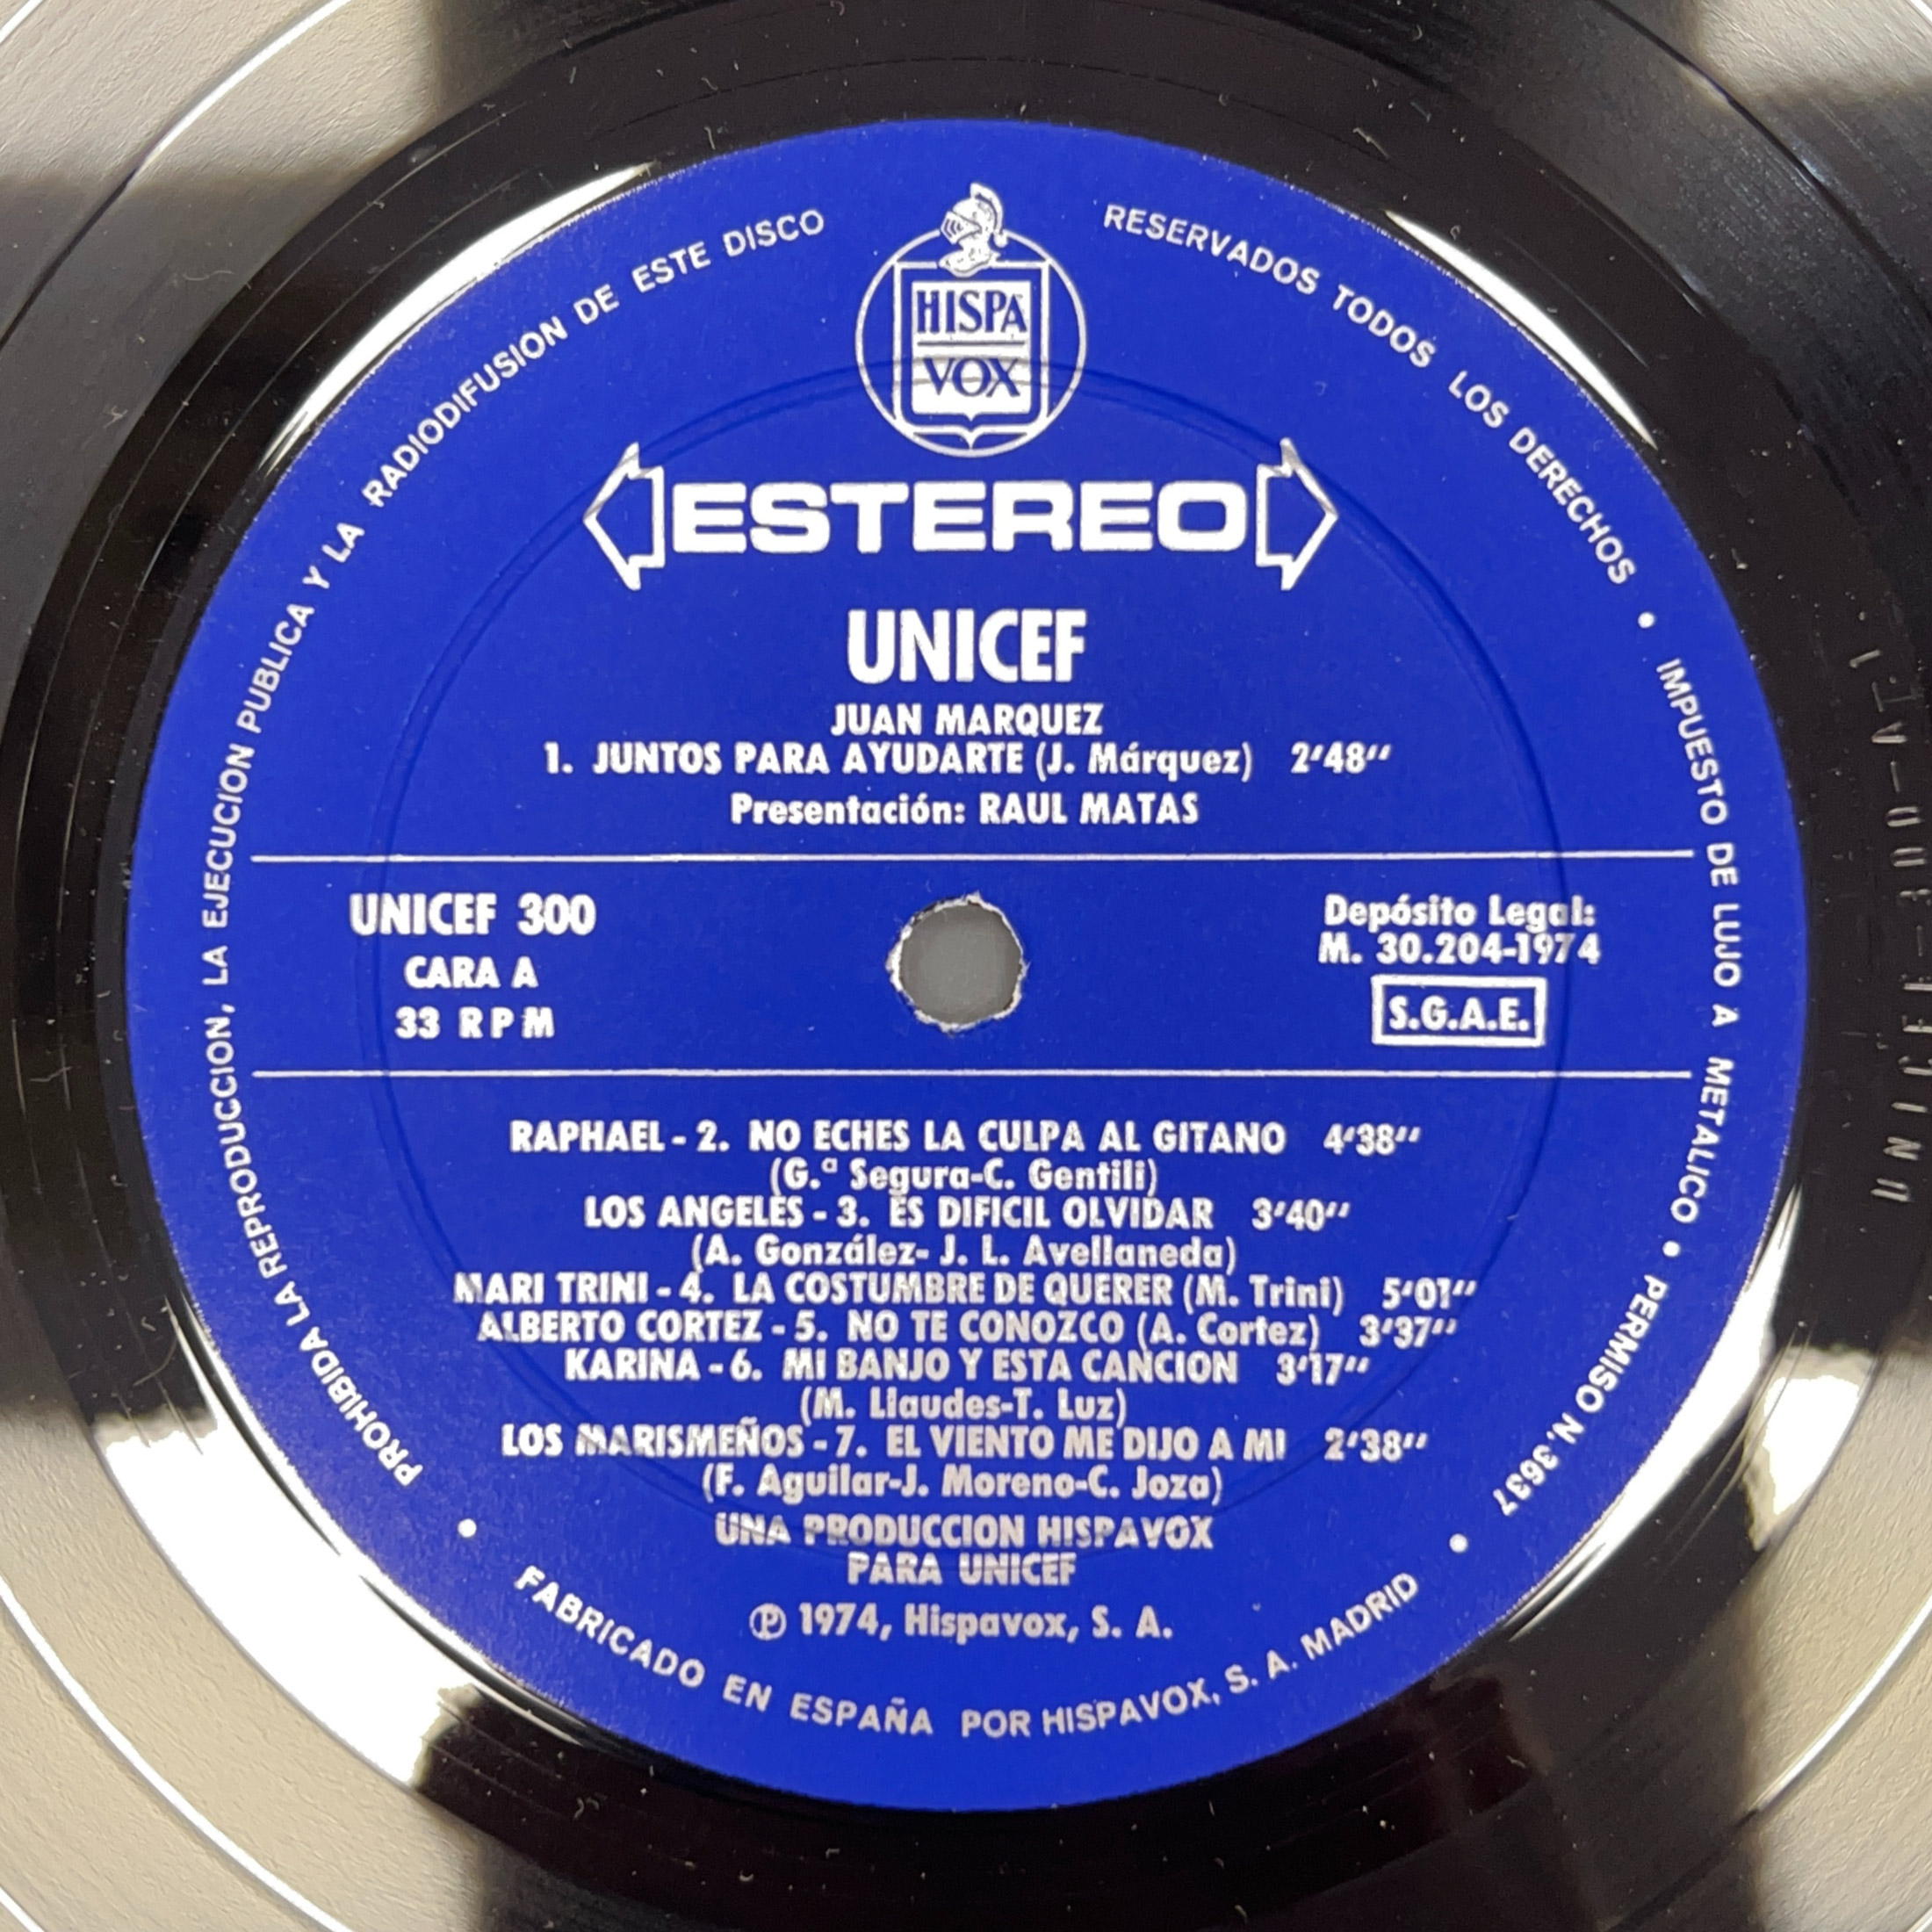 HISPA
VOX
ESTEREO
UNICEF
JUAN MARQUEZ
1. JUNTOS PARA AYUDARTE (J. Márquez) 2'48''
Presentación: RAUL MATAS
UNICEF 300
CARA A
33 RPM
Depósito Legal:
M. 30.204-1974
S.G.A.E.
RAPHAEL - 2. NO ECHES LA CULPA AL GITANO 4'38''
(G.ª Segura-C. Gentili)
LOS ANGELES - 3. ES DIFICIL OLVIDAR 3'40''
(A. González- J. L. Avellaneda)
MARI TRINI - 4. LA COSTUMBRE DE QUERER (M. Trini) 5'01''
ALBERTO CORTEZ - 5. NO TE CONOZCO (A. Cortez) 3'37''
KARINA - 6. MI BANJO Y ESTA CANCION 3'17''
(M. Llaudes-T. Luz)
LOS MARISMEÑOS - 7. EL VIENTO ME DIJO A MI 2'38''
(F. Aguilar-J. Moreno-C. Joza)
UNA PRODUCCION HISPAVOX
PARA UNICEF
Ⓟ 1974, Hispavox, S. A.
PROHIBIDA LA REPRODUCCION, LA EJECUCION PUBLICA Y LA RADIODIFUSION DE ESTE DISCO
RESERVADOS TODOS LOS DERECHOS • IMPUESTO DE LUJO A METALICO • PERMISO N.3637 •
FABRICADO EN ESPAÑA POR HISPAVOX, S. A. MADRID •
UNICEF-300-A